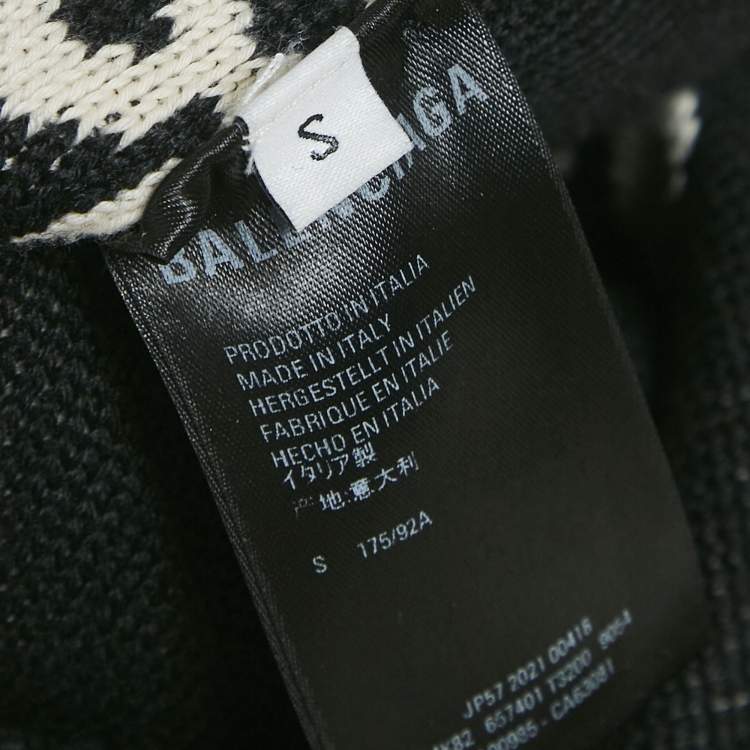 S
BALENCIAGA
PRODOTTO IN ITALIA
MADE IN ITALY
HERGESTELLT IN ITALIEN
FABRIQUE EN ITALIE
HECHO EN ITALIA
イタリア製
产地:意大利
S 175/92A
JP57 2021 00416
657401 T3200 9054
- CA63081